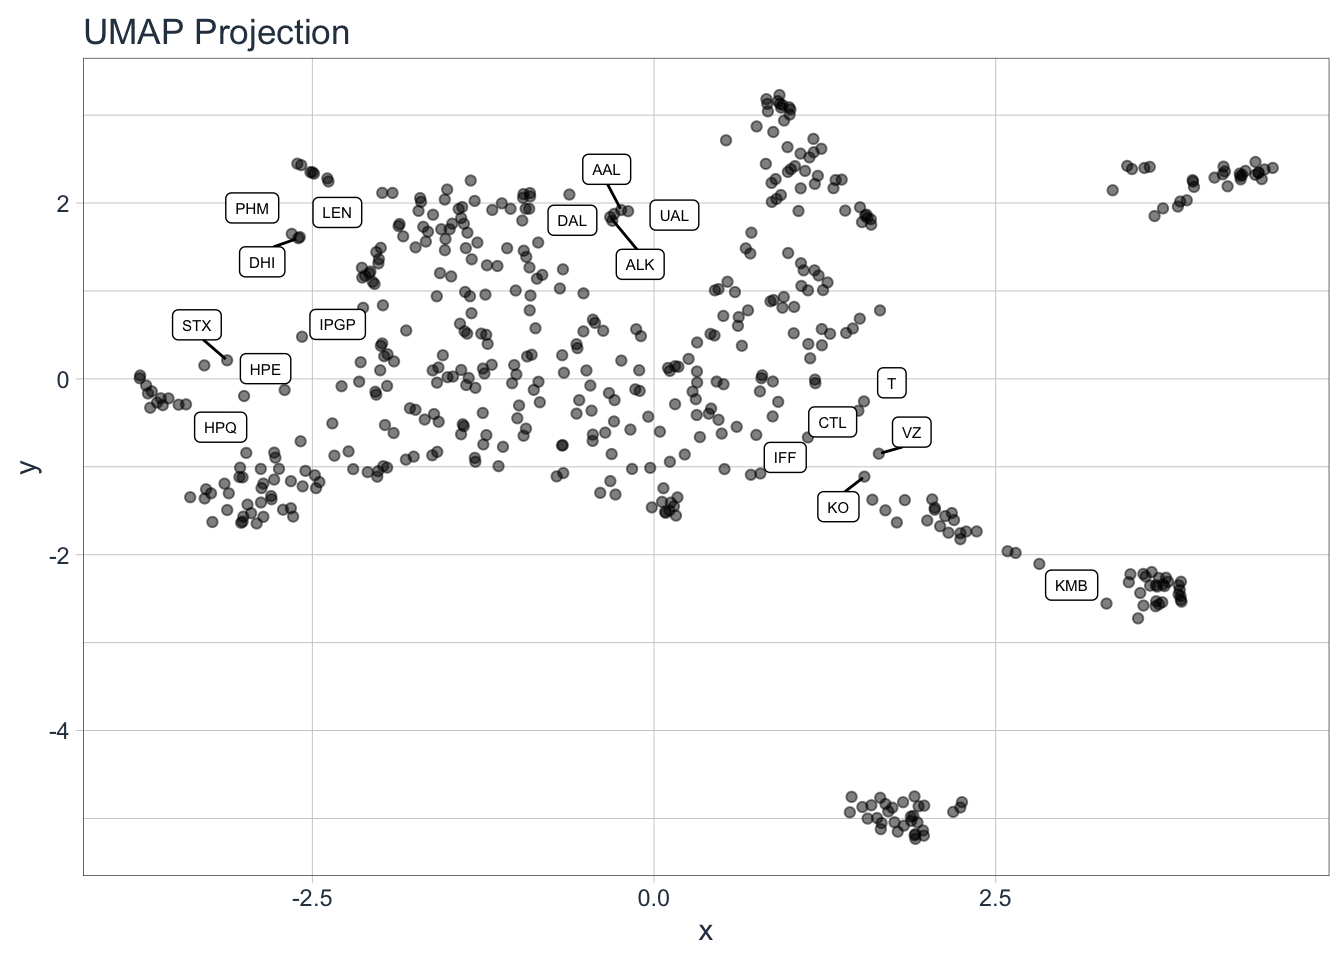 UMAP Projection
AAL
PHM
LEN
DAL
UAL
DHI
ALK
STX
IPGP
HPE
T
HPQ
CTL
VZ
IFF
KO
KMB
2
0
-2
-4
y
-2.5
0.0
2.5
x